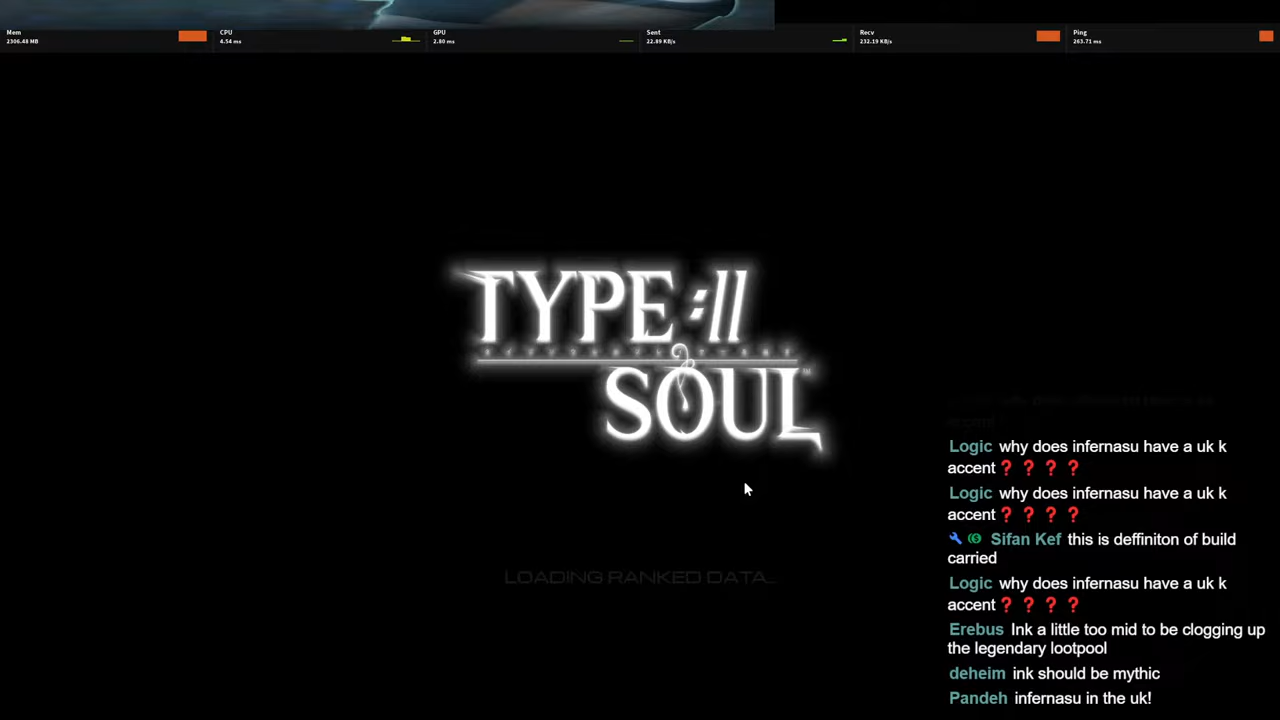 Mem
2306.48 MB
CPU
4.54 ms
GPU
2.80 ms
Sent
22.89 KB/s
Recv
232.19 KB/s
Ping
263.71 ms
TYPE://
SOUL
LOADING RANKED DATA...
Logic why does infernasu have a uk k
accent❓❓❓❓
Logic why does infernasu have a uk k
accent❓❓❓❓
Sifan Kef this is deffiniton of build
carried
Logic why does infernasu have a uk k
accent❓❓❓❓
Erebus Ink a little too mid to be clogging up
the legendary lootpool
deheim ink should be mythic
Pandeh infernasu in the uk!